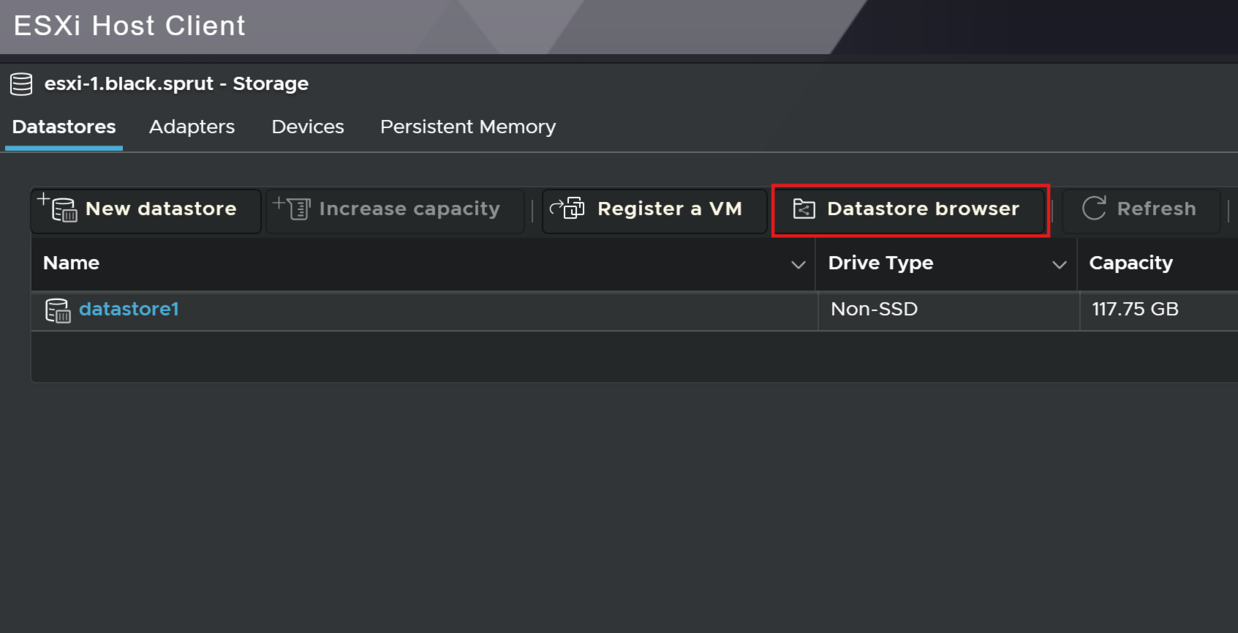 ESXi Host Client
esxi-1.black.sprut - Storage
Datastores Adapters Devices Persistent Memory
New datastore Increase capacity Register a VM Datastore browser Refresh
Name Drive Type Capacity
datastore1 Non-SSD 117.75 GB